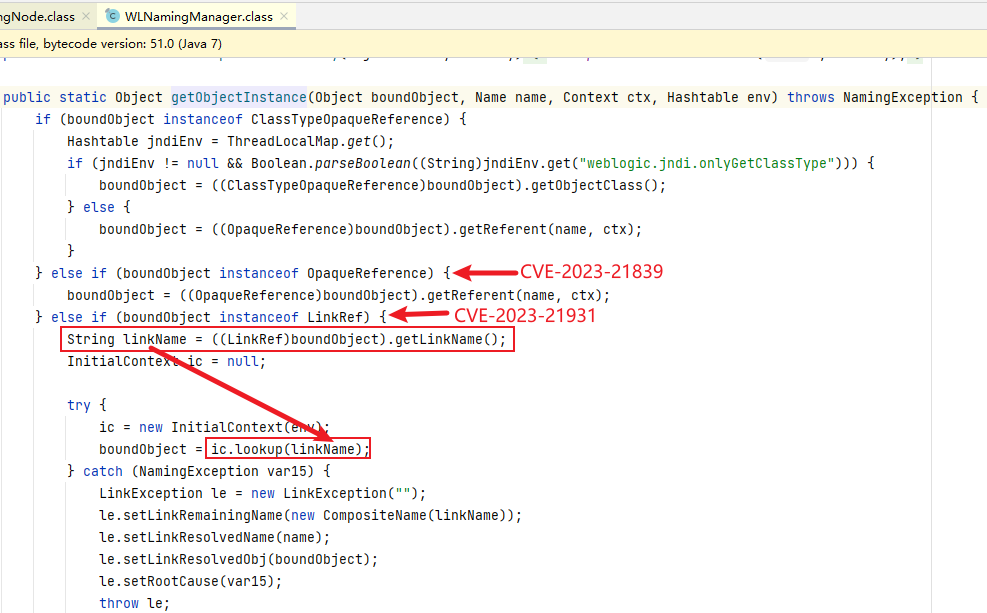 ngNode.class × C WLNamingManager.class ×
ass file, bytecode version: 51.0 (Java 7)
public static Object getObjectInstance(Object boundObject, Name name, Context ctx, Hashtable env) throws NamingException {
if (boundObject instanceof ClassTypeOpaqueReference) {
Hashtable jndiEnv = ThreadLocalMap.get();
if (jndiEnv != null && Boolean.parseBoolean((String)jndiEnv.get("weblogic.jndi.onlyGetClassType"))) {
boundObject = ((ClassTypeOpaqueReference)boundObject).getObjectClass();
} else {
boundObject = ((OpaqueReference)boundObject).getReferent(name, ctx);
}
} else if (boundObject instanceof OpaqueReference) { CVE-2023-21839
boundObject = ((OpaqueReference)boundObject).getReferent(name, ctx);
} else if (boundObject instanceof LinkRef) { CVE-2023-21931
String linkName = ((LinkRef)boundObject).getLinkName();
InitialContext ic = null;
try {
ic = new InitialContext(env);
boundObject = ic.lookup(linkName);
} catch (NamingException var15) {
LinkException le = new LinkException("");
le.setLinkRemainingName(new CompositeName(linkName));
le.setLinkResolvedName(name);
le.setLinkResolvedObj(boundObject);
le.setRootCause(var15);
throw le;